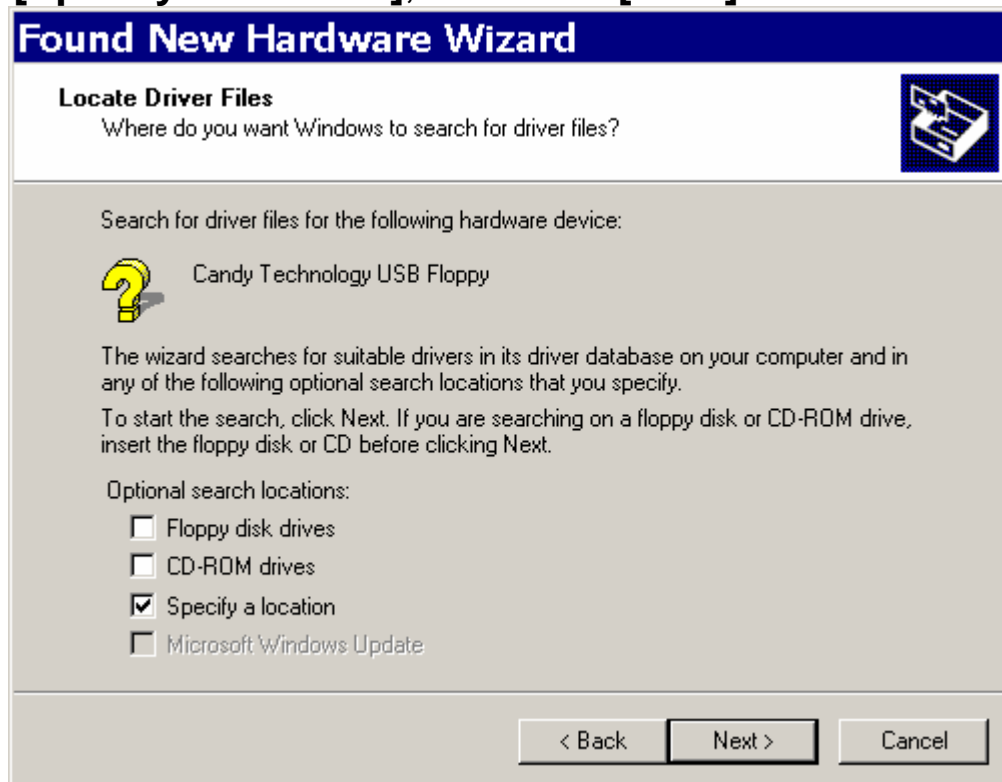 Found New Hardware Wizard
Locate Driver Files
Where do you want Windows to search for driver files?
Search for driver files for the following hardware device:
Candy Technology USB Floppy
The wizard searches for suitable drivers in its driver database on your computer and in
any of the following optional search locations that you specify.
To start the search, click Next. If you are searching on a floppy disk or CD-ROM drive,
insert the floppy disk or CD before clicking Next.
Optional search locations:
Floppy disk drives
CD-ROM drives
Specify a location
Microsoft Windows Update
< Back Next > Cancel